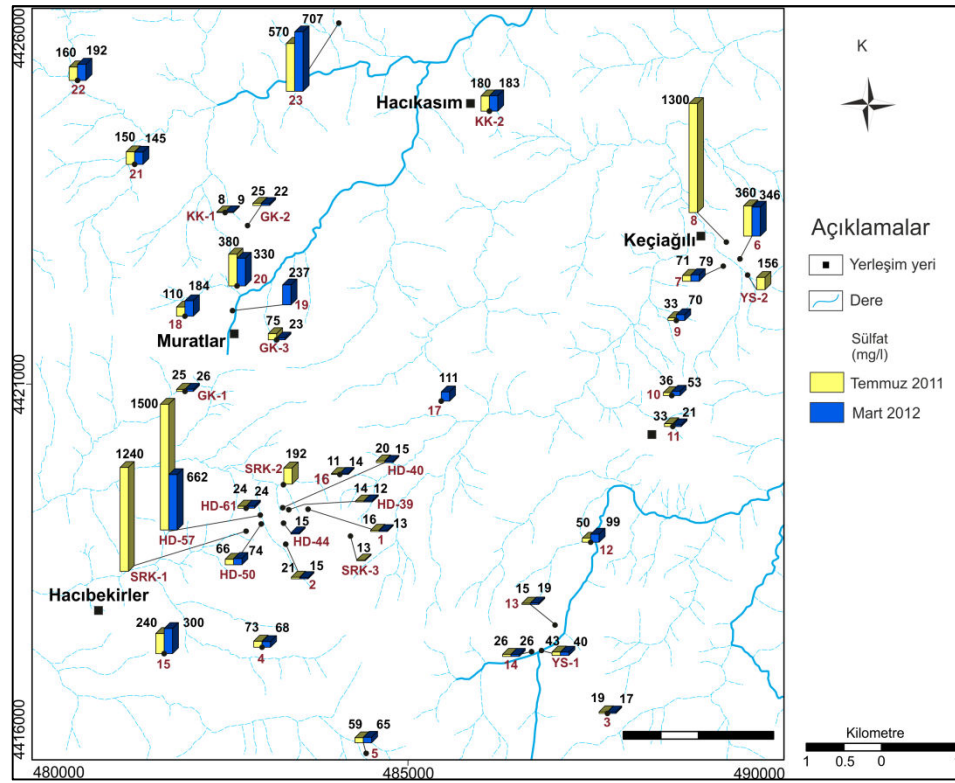 4426000
160 192
22
570 707
23
Hacıkasım
180 183
KK-2
K
1300
8
150 145
21
8 9
KK-1
25 22
GK-2
360 346
6
Keçiağılı
Açıklamalar
380 330
20
237
19
71 79
7
156
YS-2
Yerleşim yeri
110 184
18
Muratlar
75 23
GK-3
33 70
9
Dere
Sülfat
(mg/l)
Temmuz 2011
Mart 2012
4421000
25 26
GK-1
111
17
36 53
10
33 21
11
1500
662
HD-57
1240
SRK-1
SRK-2
192
11 14
16
20 15
HD-40
24 24
HD-61
14 12
HD-39
15
HD-44
16 13
1
66 74
HD-50
21 15
2
13
SRK-3
50 99
12
Hacıbekirler
15 19
13
240 300
15
73 68
4
26 26
14
43 40
YS-1
19 17
3
59 65
5
4416000
480000
485000
490000
Kilometre
1 0.5 0